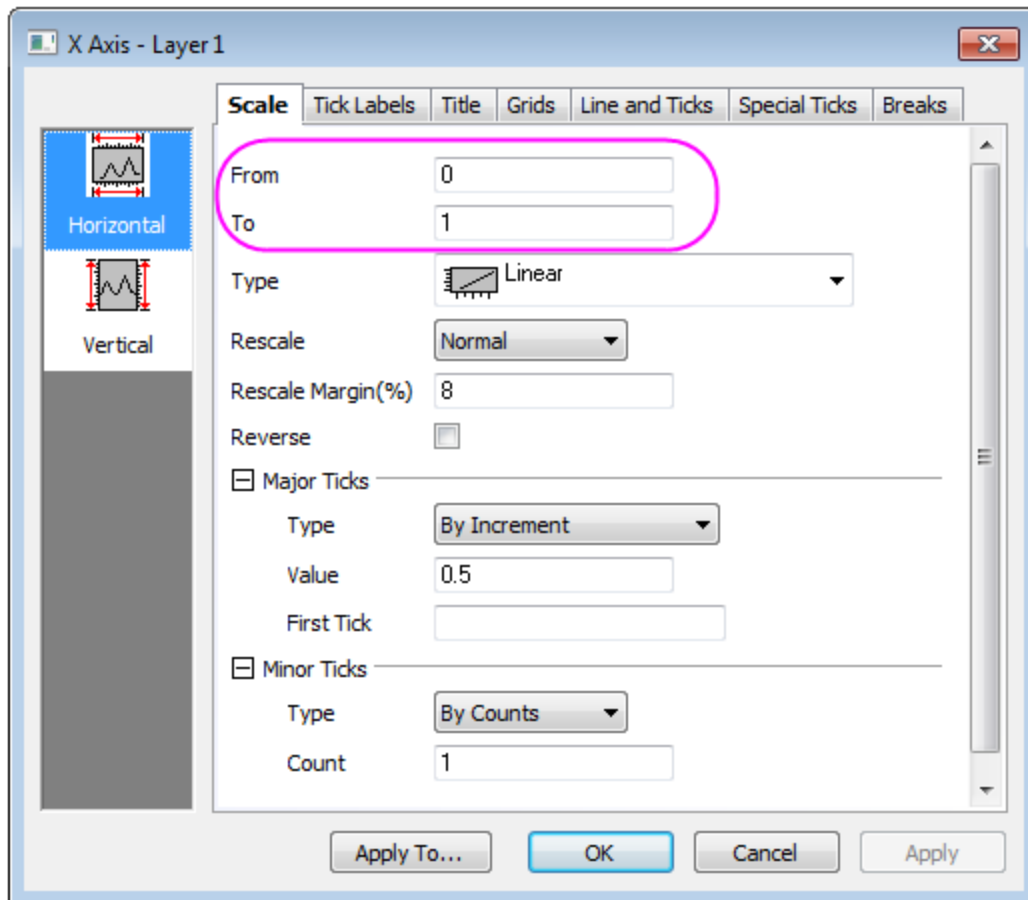 X Axis - Layer 1
Scale Tick Labels Title Grids Line and Ticks Special Ticks Breaks
Horizontal
Vertical
From 0
To 1
Type Linear
Rescale Normal
Rescale Margin(%) 8
Reverse
Major Ticks
Type By Increment
Value 0.5
First Tick
Minor Ticks
Type By Counts
Count 1
Apply To... OK Cancel Apply